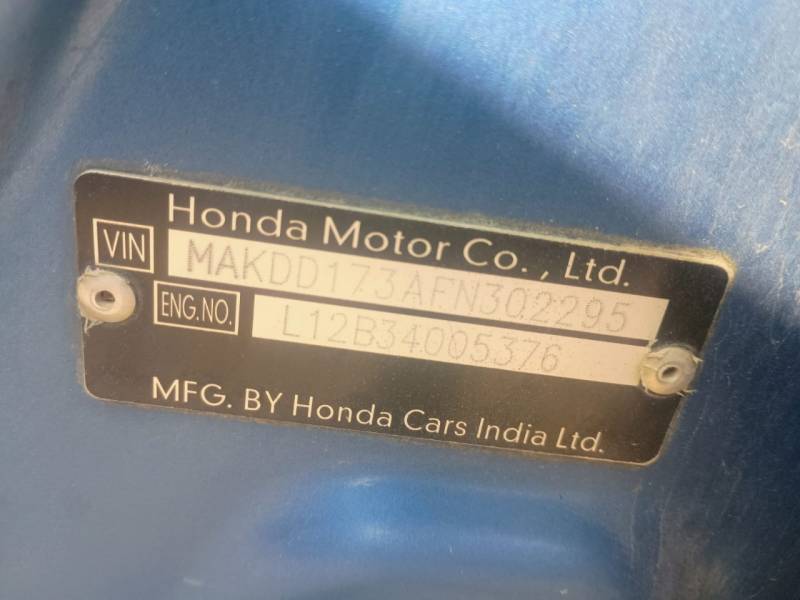 Honda Motor Co., Ltd.
VIN MAKDD173AFN302295
ENG.NO. L12B34005376
MFG. BY Honda Cars India Ltd.